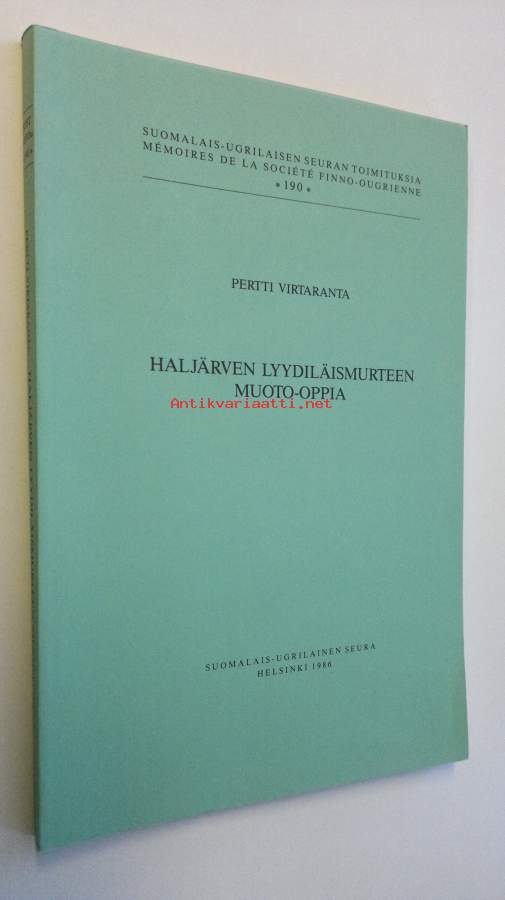 SUOMALAIS-UGRILAISEN SEURAN TOIMITUKSIA
MÉMOIRES DE LA SOCIÉTÉ FINNO-OUGRIENNE
* 190 *
PERTTI VIRTARANTA
HALJÄRVEN LYYDILÄISMURTEEN
MUOTO-OPPIA
Antikvariaatti.net
SUOMALAIS-UGRILAINEN SEURA
HELSINKI 1986